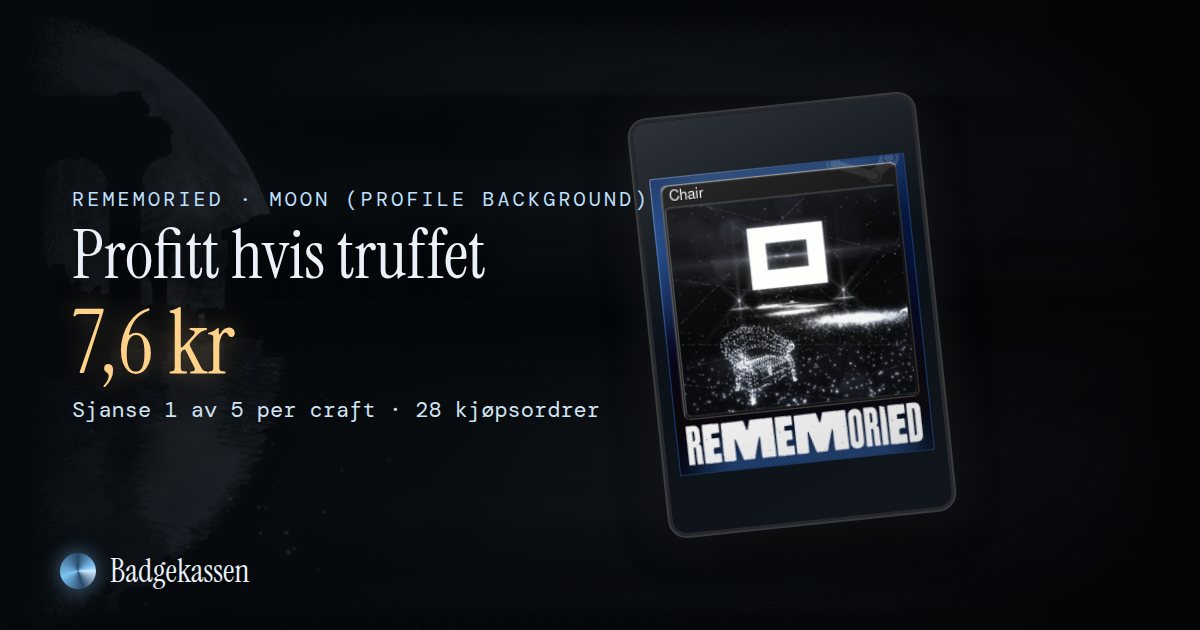 REMEMORIED · MOON (PROFILE BACKGROUND)
Profitt hvis truffet
7,6 kr
Sjanse 1 av 5 per craft · 28 kjøpsordrer
Chair
REMEMORIED
Badgekassen